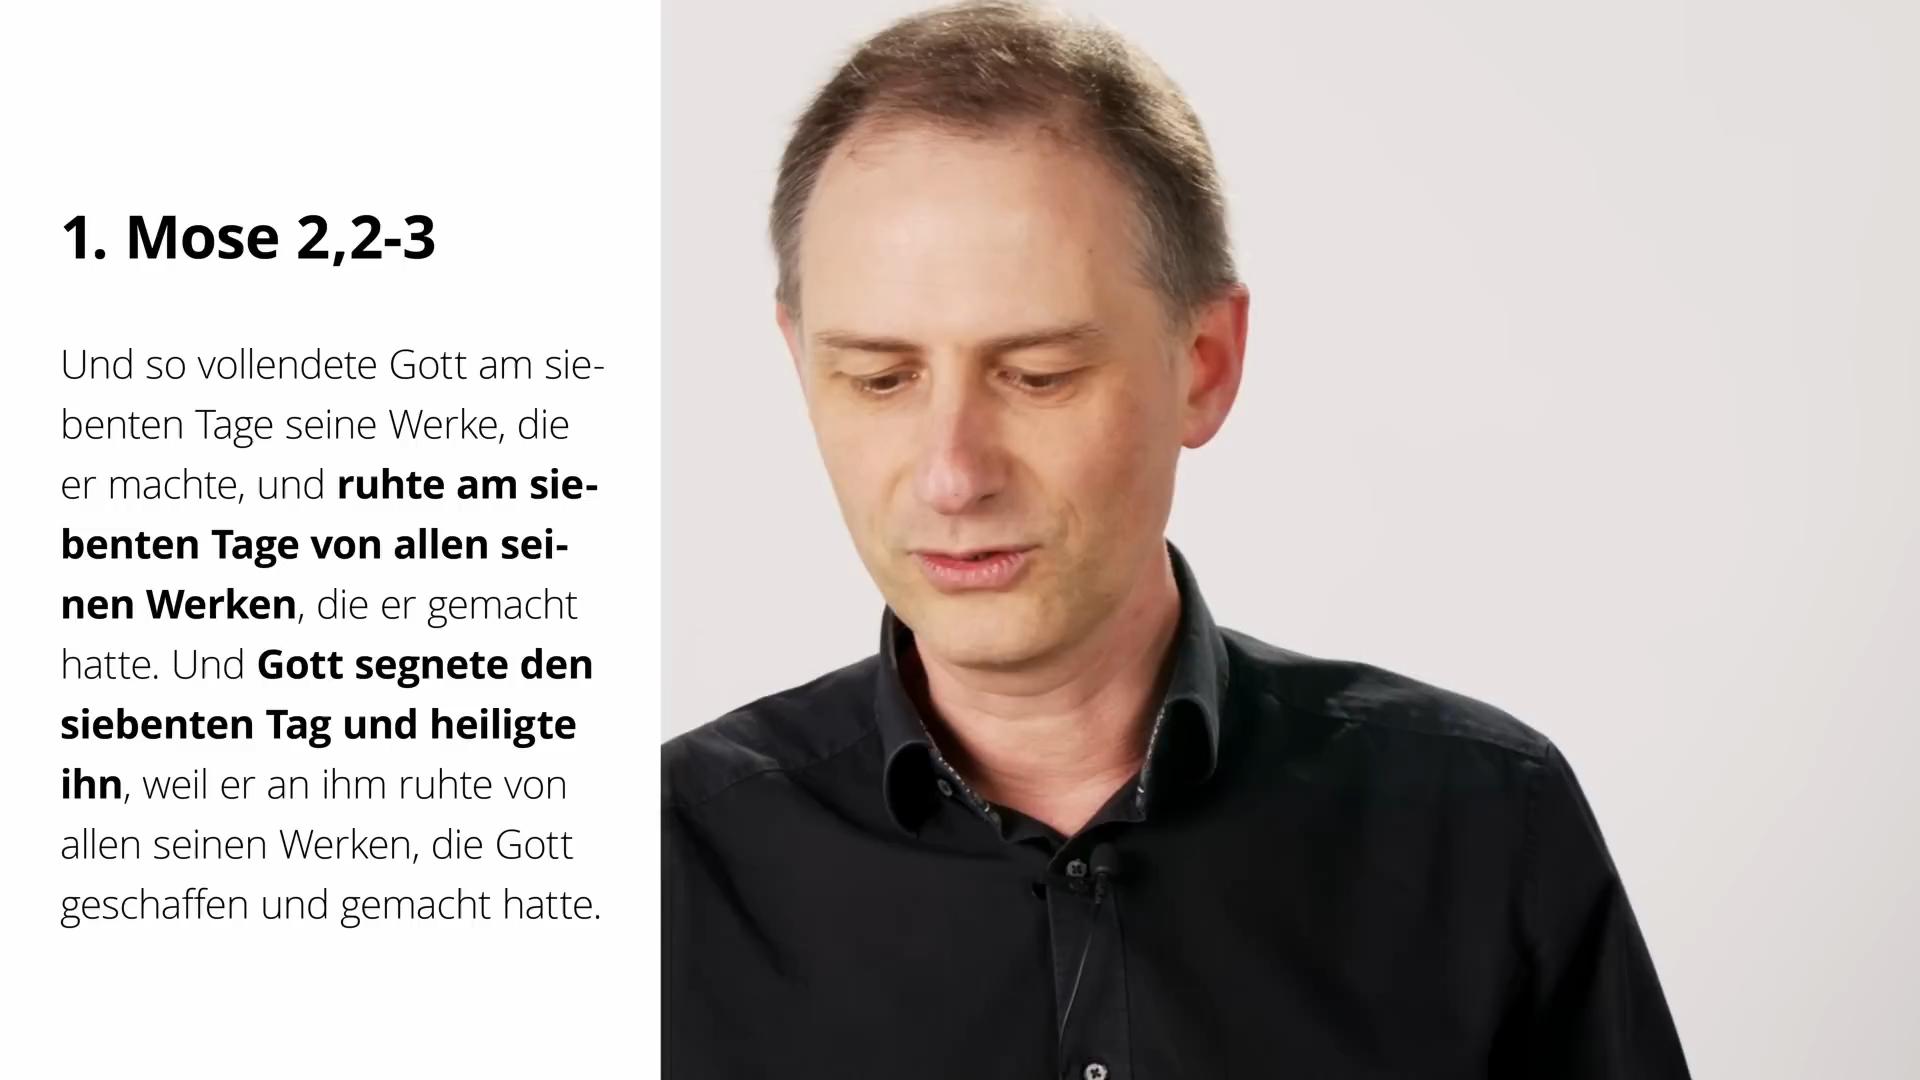 1. Mose 2,2-3
Und so vollendete Gott am sie-
benten Tage seine Werke, die
er machte, und ruhte am sie-
benten Tage von allen sei-
nen Werken, die er gemacht
hatte. Und Gott segnete den
siebenten Tag und heiligte
ihn, weil er an ihm ruhte von
allen seinen Werken, die Gott
geschaffen und gemacht hatte.